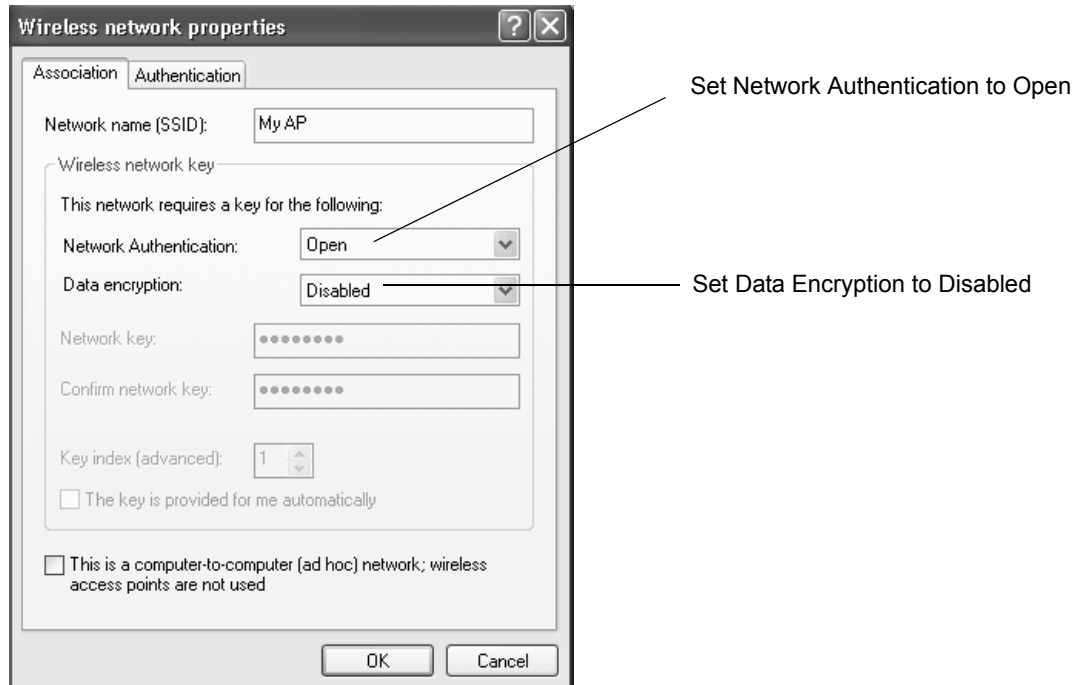 Wireless network properties
Association
Authentication
Set Network Authentication to Open
Network name (SSID):
My AP
Wireless network key
This network requires a key for the following:
Network Authentication:
Open
Data encryption:
Disabled
Set Data Encryption to Disabled
Network key:
••••••••
Confirm network key:
••••••••
Key index (advanced):
1
The key is provided for me automatically
This is a computer-to-computer (ad hoc) network; wireless
access points are not used
OK
Cancel